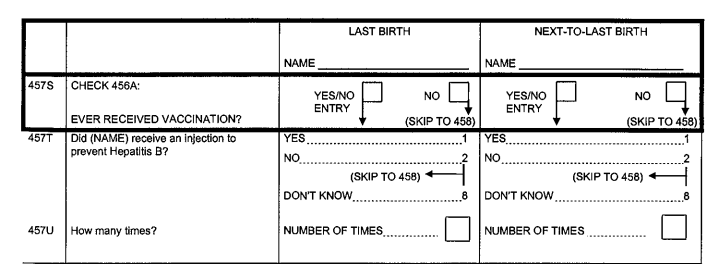 LAST BIRTH NEXT-TO-LAST BIRTH
NAME NAME
457S CHECK 456A: YES/NO ENTRY NO YES/NO ENTRY NO
EVER RECEIVED VACCINATION? (SKIP TO 458) (SKIP TO 458)
457T Did (NAME) receive an injection to YES 1 YES 1
prevent Hepatitis B? NO 2 NO 2
(SKIP TO 458) (SKIP TO 458)
DON'T KNOW 8 DON'T KNOW 8
457U How many times? NUMBER OF TIMES NUMBER OF TIMES